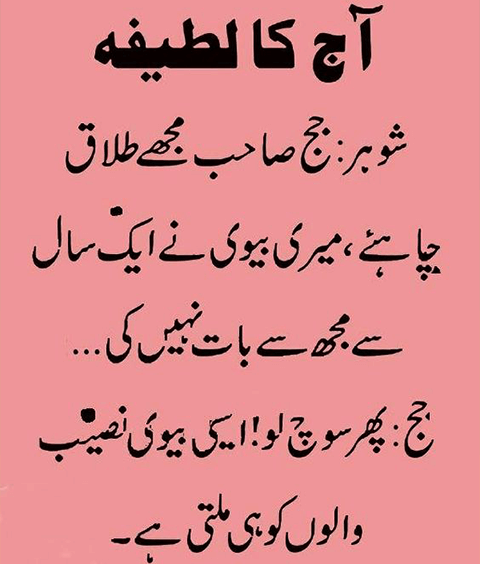 آج کا لطیفہ
شوہر: جج صاحب مجھے طلاق
چاہئے، میری بیوی نے ایک سال
سے مجھ سے بات نہیں کی...
جج: پھر سوچ لو! ایسی بیوی نصیب
والوں کو ہی ملتی ہے۔